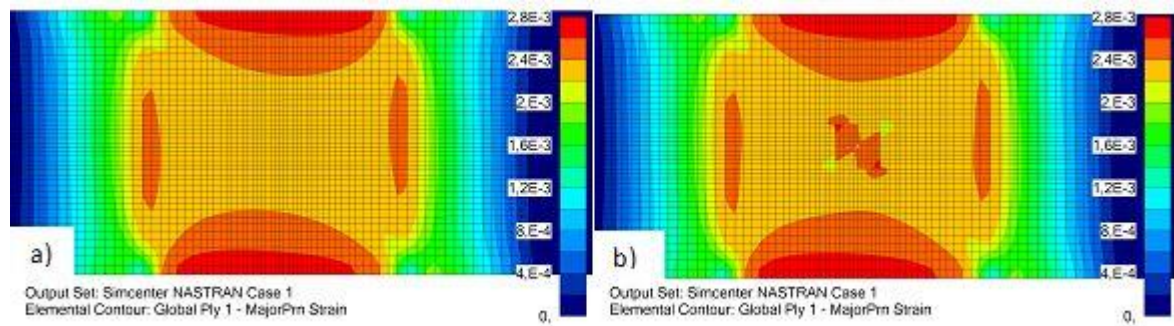 2,8E-3
2,4E-3
2,E-3
1,6E-3
1,2E-3
8,E-4
4,E-4
0,
a)
Output Set: Simcenter NASTRAN Case 1
Elemental Contour: Global Ply 1 - MajorPrn Strain
2,8E-3
2,4E-3
2,E-3
1,6E-3
1,2E-3
8,E-4
4,E-4
0,
b)
Output Set: Simcenter NASTRAN Case 1
Elemental Contour: Global Ply 1 - MajorPrn Strain